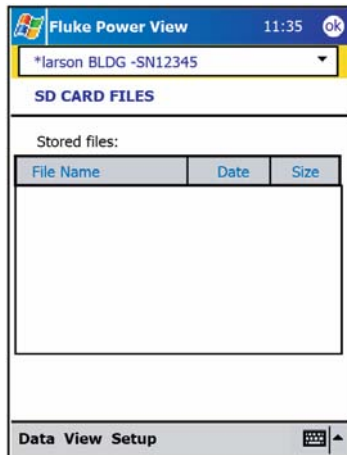 Fluke Power View 11:35 ok
*larson BLDG -SN12345
SD CARD FILES
Stored files:
File Name Date Size
Data View Setup